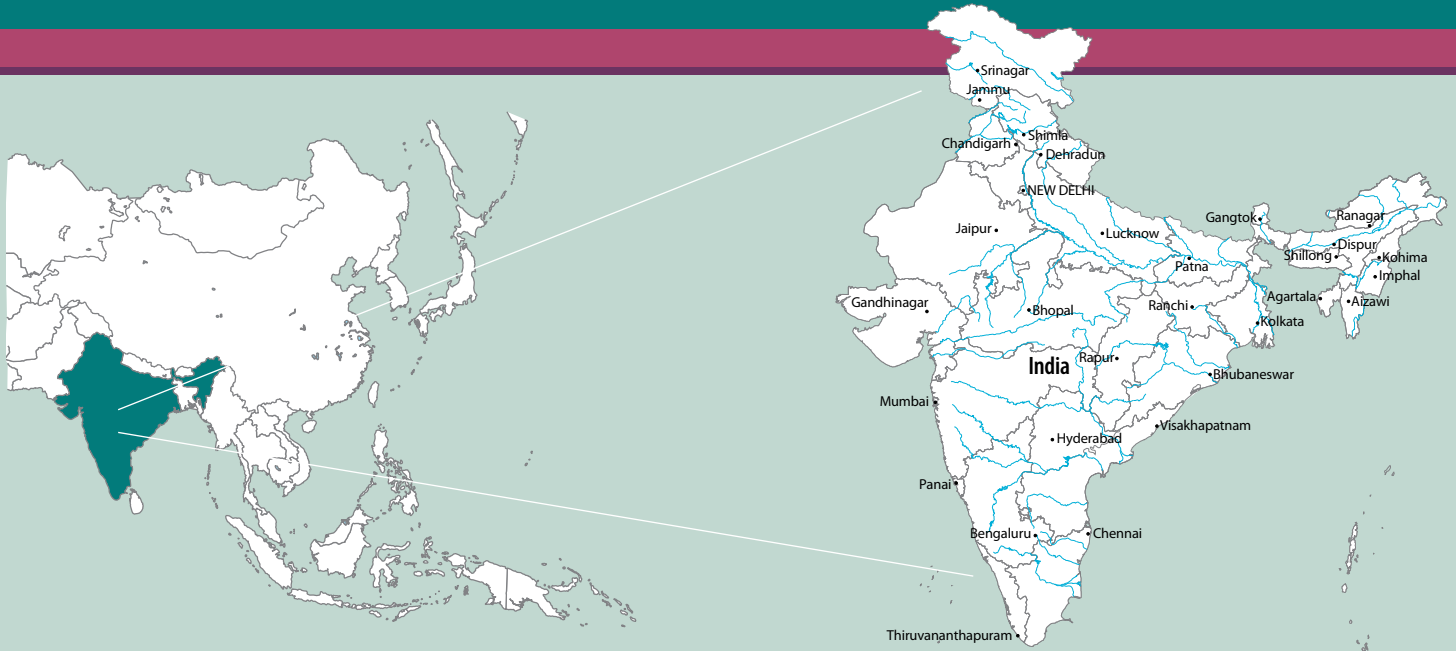 Srinagar
Jammu
Shimla
Chandigarh
Dehradun
NEW DELHI
Gangtok
Ranagar
Jaipur
Lucknow
Dispur
Shillong
Kohima
Patna
Imphal
Gandhinagar
Agartala
Aizawi
Bhopal
Ranchi
Kolkata
Rapur
India
Bhubaneswar
Mumbai
Visakhapatnam
Hyderabad
Panai
Bengaluru
Chennai
Thiruvananthapuram